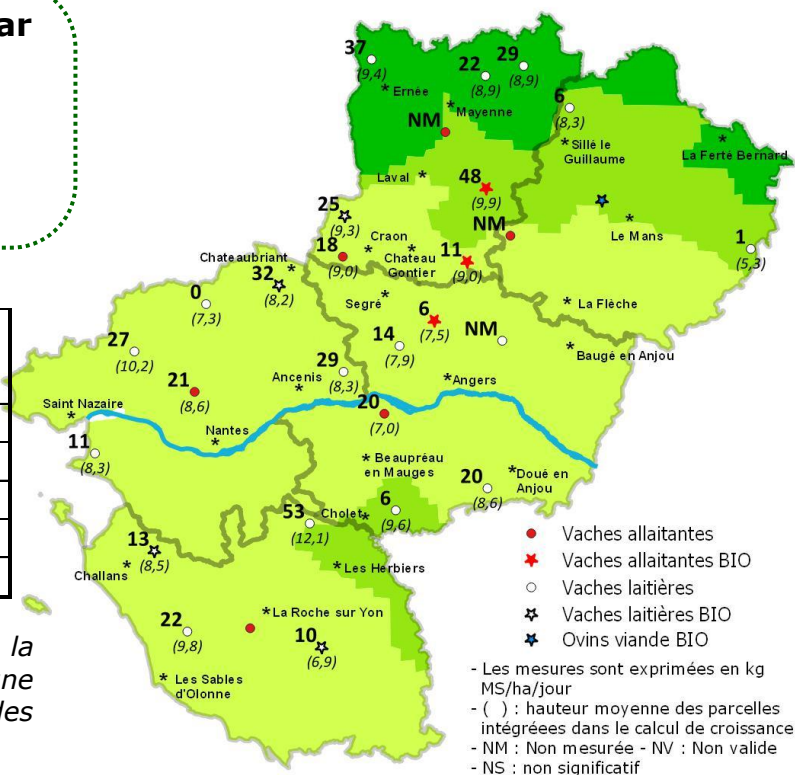 ar
37
(9,4)
* Ernée
22
(8,9)
29
(8,9)
* Mayenne
NM
6
(8,3)
* Sillé le
Guillaume
*
La Ferté Bernard
Laval *
48
(9,9)
25
(9,3)
NM
*
Le Mans
18
(9,0)
Craon
*
*
Chateau
Gontier
11
(9,0)
1
(5,3)
Chateaubriant
*
32
(8,2)
0
(7,3)
Segré *
6
(7,5)
* La Flèche
27
(10,2)
14
(7,9)
NM
*
Baugé en Anjou
21
(8,6)
Ancenis
*
29
(8,3)
*Angers
Saint Nazaire
*
20
(7,0)
Nantes
*
11
(8,3)
* Beaupréau
en Mauges
20
(8,6)
*Doué en
Anjou
6
(9,6)
53
(12,1)
Cholet*
13
(8,5)
*
Challans
*Les Herbiers
22
(9,8)
*La Roche sur Yon
10
(6,9)
* Les Sables
d'Olonne
Vaches allaitantes
Vaches allaitantes BIO
Vaches laitières
Vaches laitières BIO
Ovins viande BIO
- Les mesures sont exprimées en kg
MS/ha/jour
- ( ) : hauteur moyenne des parcelles
intégréees dans le calcul de croissance
- NM : Non mesurée - NV : Non valide
- NS : non significatif
la
ne
les